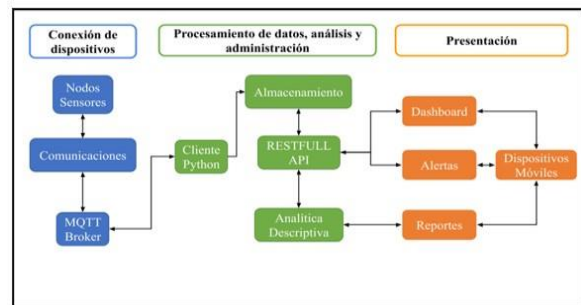 Conexión de
dispositivos
Procesamiento de datos, análisis y
administración
Presentación
Nodos
Sensores
Comunicaciones
MQTT
Broker
Cliente
Python
Almacenamiento
RESTFULL
API
Analítica
Descriptiva
Dashboard
Alertas
Reportes
Dispositivos
Móviles